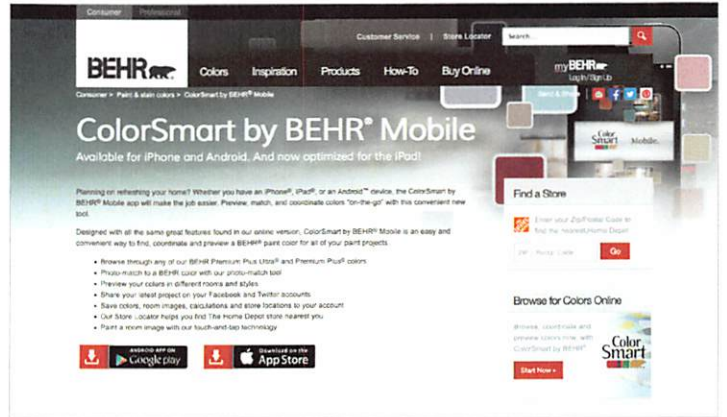 Consumer Professional
Customer Service | Store Locator Search...
BEHR Colors Inspiration Products How-To Buy Online myBEHR
Log In/Sign Up
Consumer > Paint & stain colors > ColorSmart by BEHR® Mobile
ColorSmart by BEHR® Mobile
Available for iPhone and Android. And now optimized for the iPad!
Color Smart Mobile.
Planning on refreshing your home? Whether you have an iPhone®, iPad®, or an Android™ device, the ColorSmart by
BEHR® Mobile app will make the job easier. Preview, match, and coordinate colors "on-the-go" with this convenient new
tool.
Designed with all the same great features found in our online version, ColorSmart by BEHR® Mobile is an easy and
convenient way to find, coordinate and preview a BEHR® paint color for all of your paint projects.
• Browse through any of our BEHR Premium Plus Ultra® and Premium Plus® colors
• Photo-match to a BEHR color with our photo-match tool
• Preview your colors in different rooms and styles
• Share your latest project on your Facebook and Twitter accounts
• Save colors, room images, calculations and store locations to your account
• Our Store Locator helps you find The Home Depot store nearest you
• Paint a room image with our touch-and-tap technology
ANDROID APP ON
Google play
Download on the
App Store
Find a Store
Enter your Zip/Postal Code to
find the nearest Home Depot
Go
Browse for Colors Online
Browse, coordinate and
preview colors now, with
ColorSmart by BEHR®
Start Now »
Color
Smart